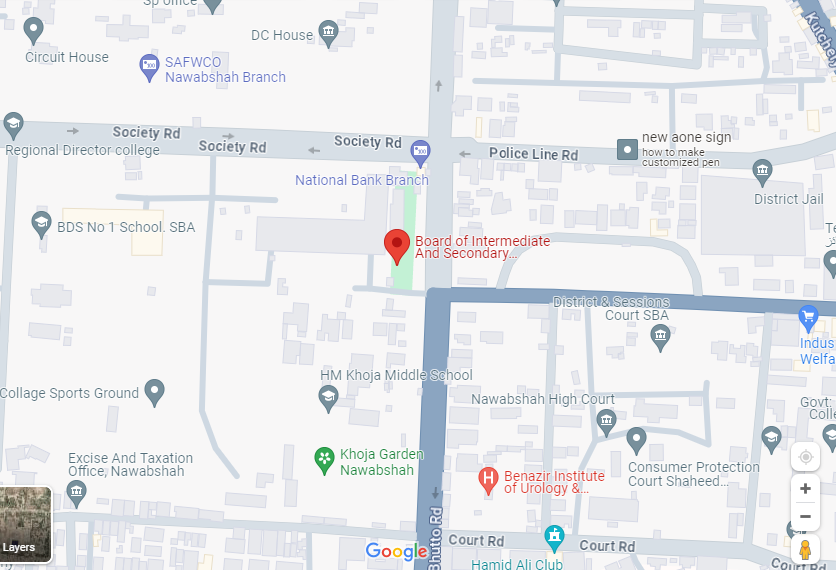 Sp office
DC House
Circuit House
SAFWCO
Nawabshah Branch
Kutchery
Society Rd
Society Rd
Society Rd
Regional Director college
Police Line Rd
new aone sign
how to make
customized pen
National Bank Branch
District Jail
BDS No 1 School. SBA
Board of Intermediate
And Secondary...
District & Sessions
Court SBA
Indus
Welfa
HM Khoja Middle School
Collage Sports Ground
Nawabshah High Court
Govt:
Colle
Khoja Garden
Nawabshah
Excise And Taxation
Office, Nawabshah
Consumer Protection
Court Shaheed...
Benazir Institute
of Urology &...
Bhutto Rd
Layers
Google
Court Rd
Court Rd
Court Rd
Hamid Ali Club